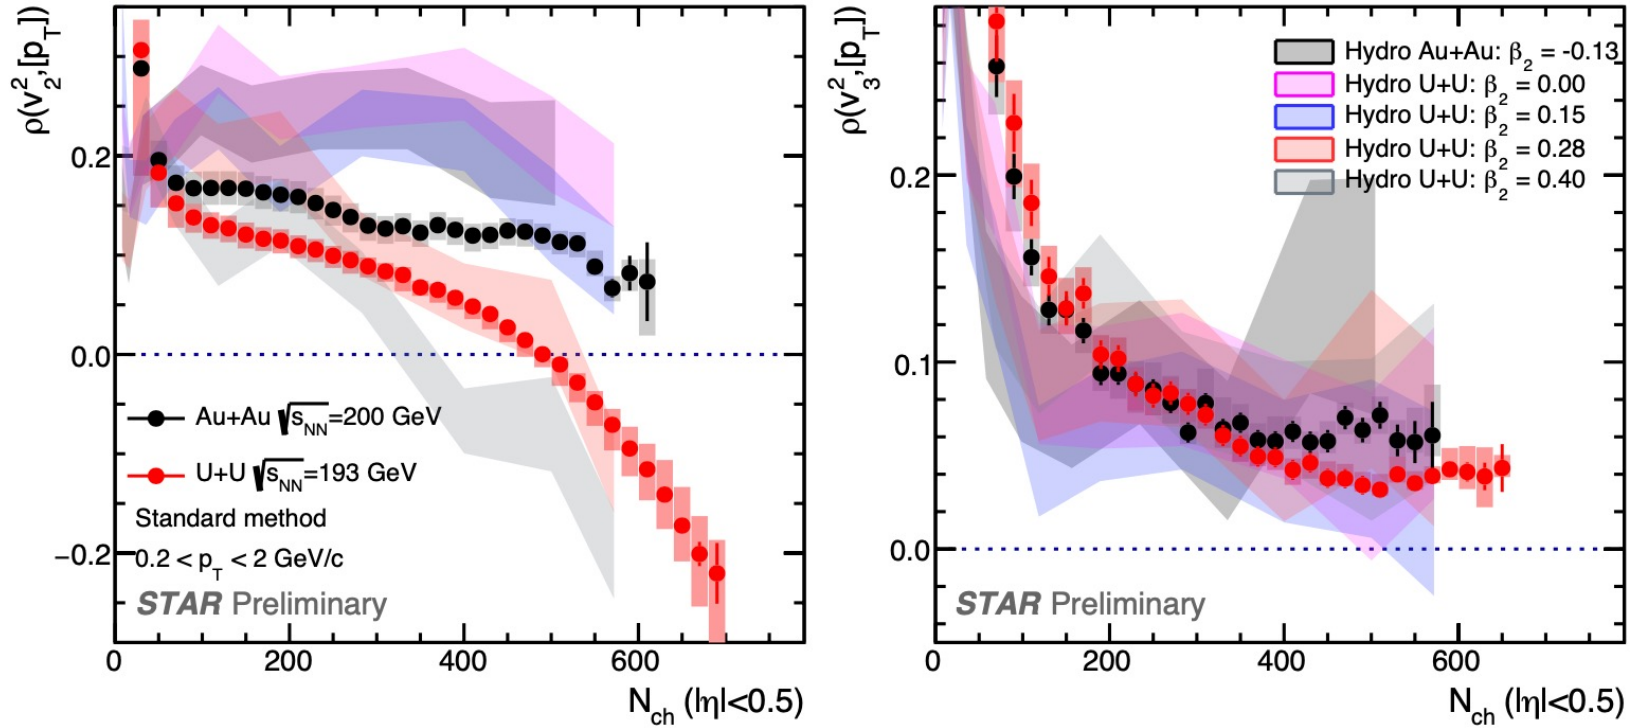 ρ(v₂²,[p_T])
0.2
0.0
−0.2
Au+Au √s_NN=200 GeV
U+U √s_NN=193 GeV
Standard method
0.2 < p_T < 2 GeV/c
STAR Preliminary
0 200 400 600
N_ch (|η|<0.5)
ρ(v₃²,[p_T])
0.2
0.1
0.0
Hydro Au+Au: β₂ = -0.13
Hydro U+U: β₂ = 0.00
Hydro U+U: β₂ = 0.15
Hydro U+U: β₂ = 0.28
Hydro U+U: β₂ = 0.40
STAR Preliminary
0 200 400 600
N_ch (|η|<0.5)